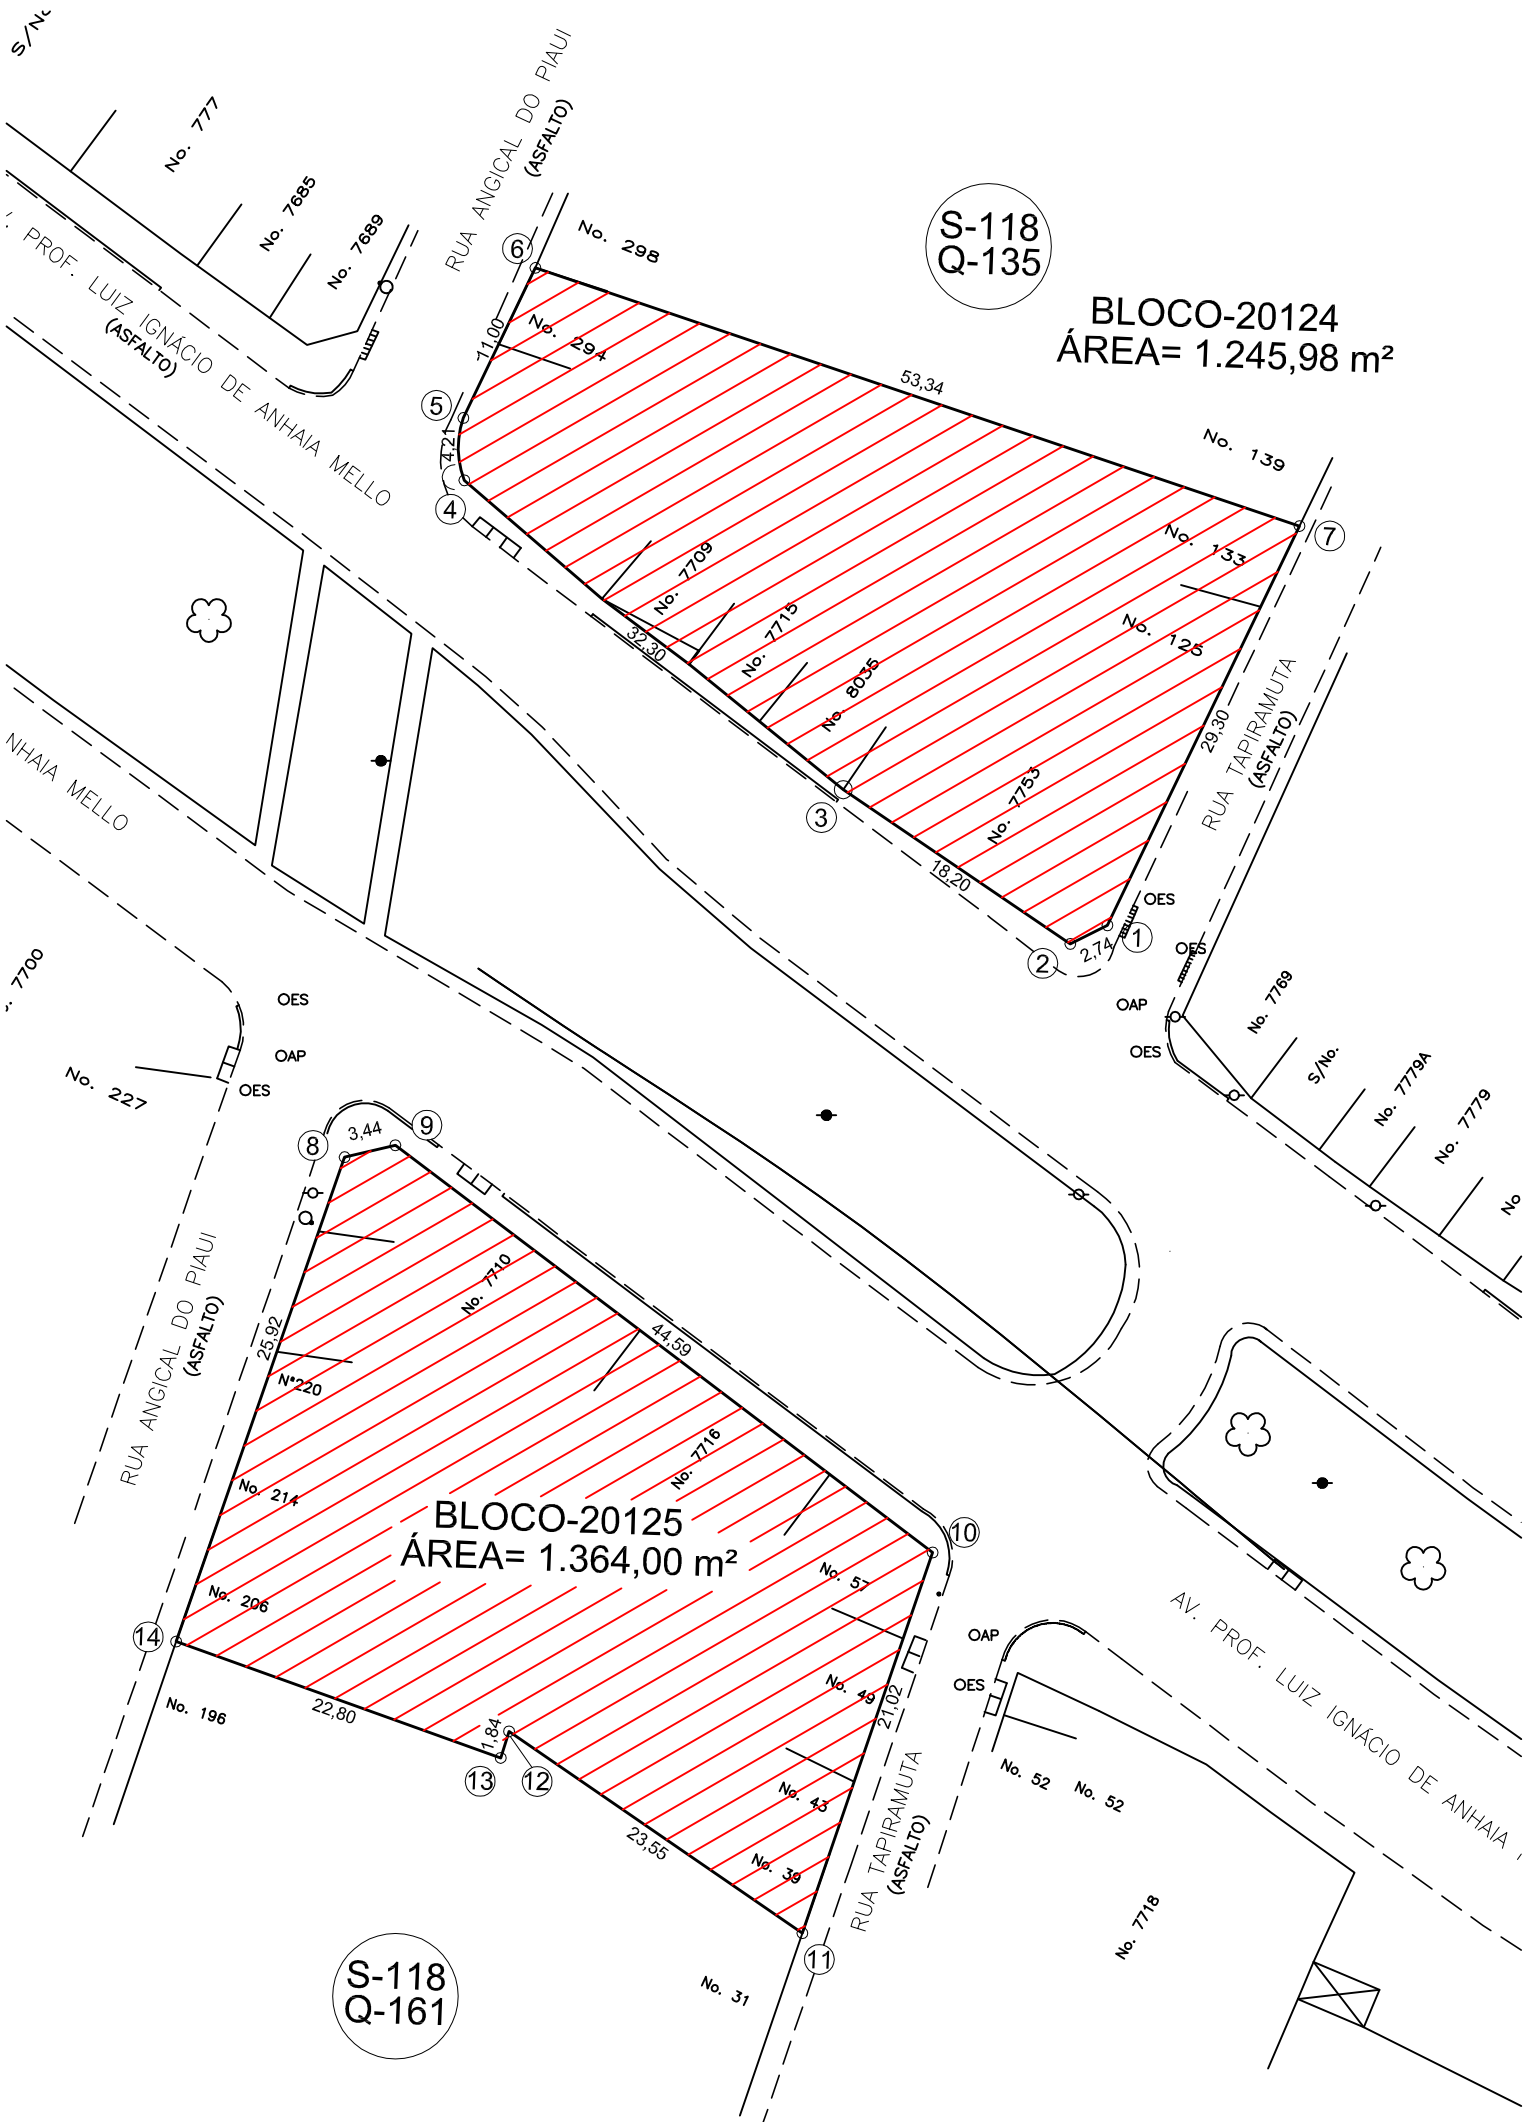 No. 777
No. 7685
No. 7689
PROF. LUIZ IGNÁCIO DE ANHAIA MELLO
(ASFALTO)
RUA ANGICAL DO PIAUI
(ASFALTO)
S-118
Q-135
BLOCO-20124
ÁREA= 1.245,98 m²
6
No. 298
11,00
No. 294
53,34
5
4,21
4
No. 139
7
No. 133
No. 125
No. 7709
No. 7715
No. 8035
No. 7753
32,30
3
18,20
29,30
RUA TAPIRAMUTA
(ASFALTO)
2
2,74
1
OES
OES
OAP
OES
No. 7769
S/No.
No. 7779A
No. 7779
No
NHAIA MELLO
7700
No. 227
OES
OAP
OES
8
3,44
9
25,92
RUA ANGICAL DO PIAUI
(ASFALTO)
No. 7710
44,59
N°220
No. 7716
No. 214
BLOCO-20125
ÁREA= 1.364,00 m²
10
No. 57
No. 206
14
No. 196
22,80
1,84
13
12
No. 49
21,02
No. 43
23,55
No. 39
11
RUA TAPIRAMUTA
(ASFALTO)
OAP
OES
No. 52
No. 52
AV. PROF. LUIZ IGNÁCIO DE ANHAIA
No. 7718
No. 31
S-118
Q-161